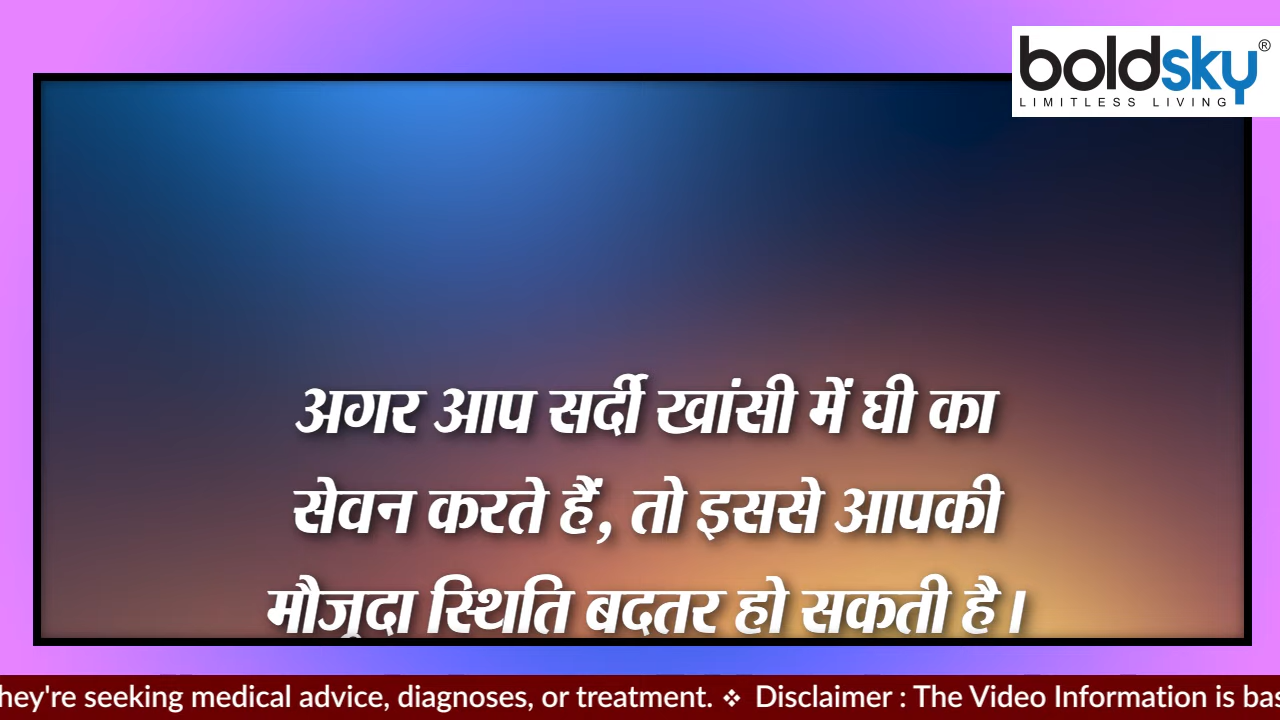 boldsky®
LIMITLESS LIVING
अगर आप सर्दी खांसी में घी का
सेवन करते हैं, तो इससे आपकी
मौजूदा स्थिति बदतर हो सकती है।
they're seeking medical advice, diagnoses, or treatment. ❖ Disclaimer : The Video Information is bas